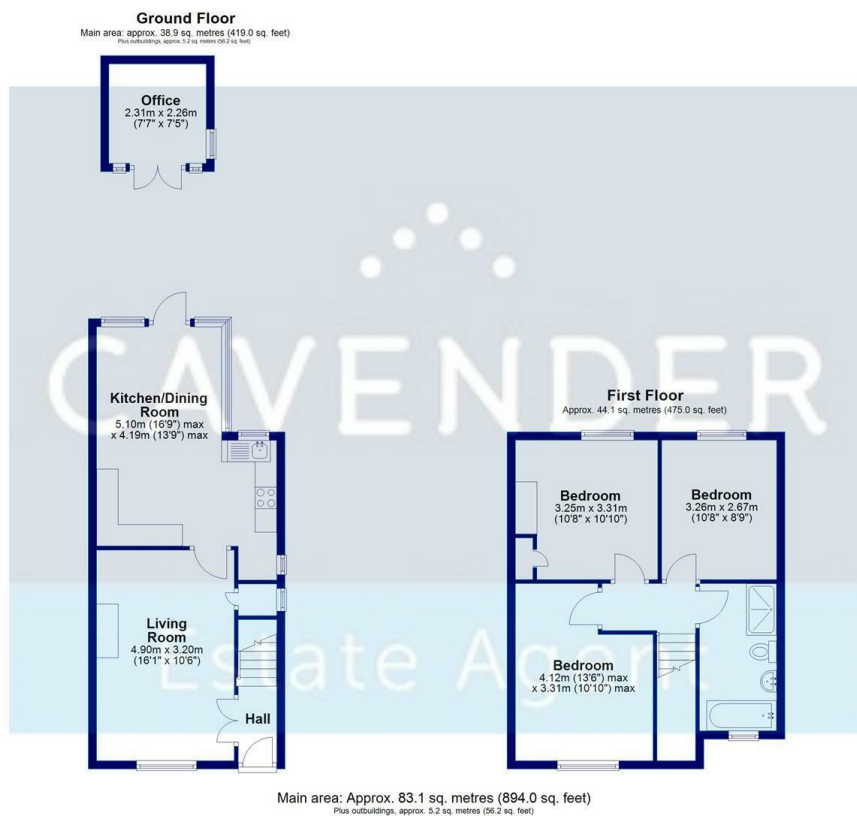 Ground Floor
Main area: approx. 38.9 sq. metres (419.0 sq. feet)
Plus outbuildings, approx. 5.2 sq. metres (56.2 sq. feet)
Office
2.31m x 2.26m
(7'7" x 7'5")
CAVENDER
Estate Agent
Kitchen/Dining
Room
5.10m (16'9") max
x 4.19m (13'9") max
Living
Room
4.90m x 3.20m
(16'1" x 10'6")
Hall
First Floor
Approx. 44.1 sq. metres (475.0 sq. feet)
Bedroom
3.25m x 3.31m
(10'8" x 10'10")
Bedroom
3.26m x 2.67m
(10'8" x 8'9")
Bedroom
4.12m (13'6") max
x 3.31m (10'10") max
Main area: Approx. 83.1 sq. metres (894.0 sq. feet)
Plus outbuildings, approx. 5.2 sq. metres (56.2 sq. feet)